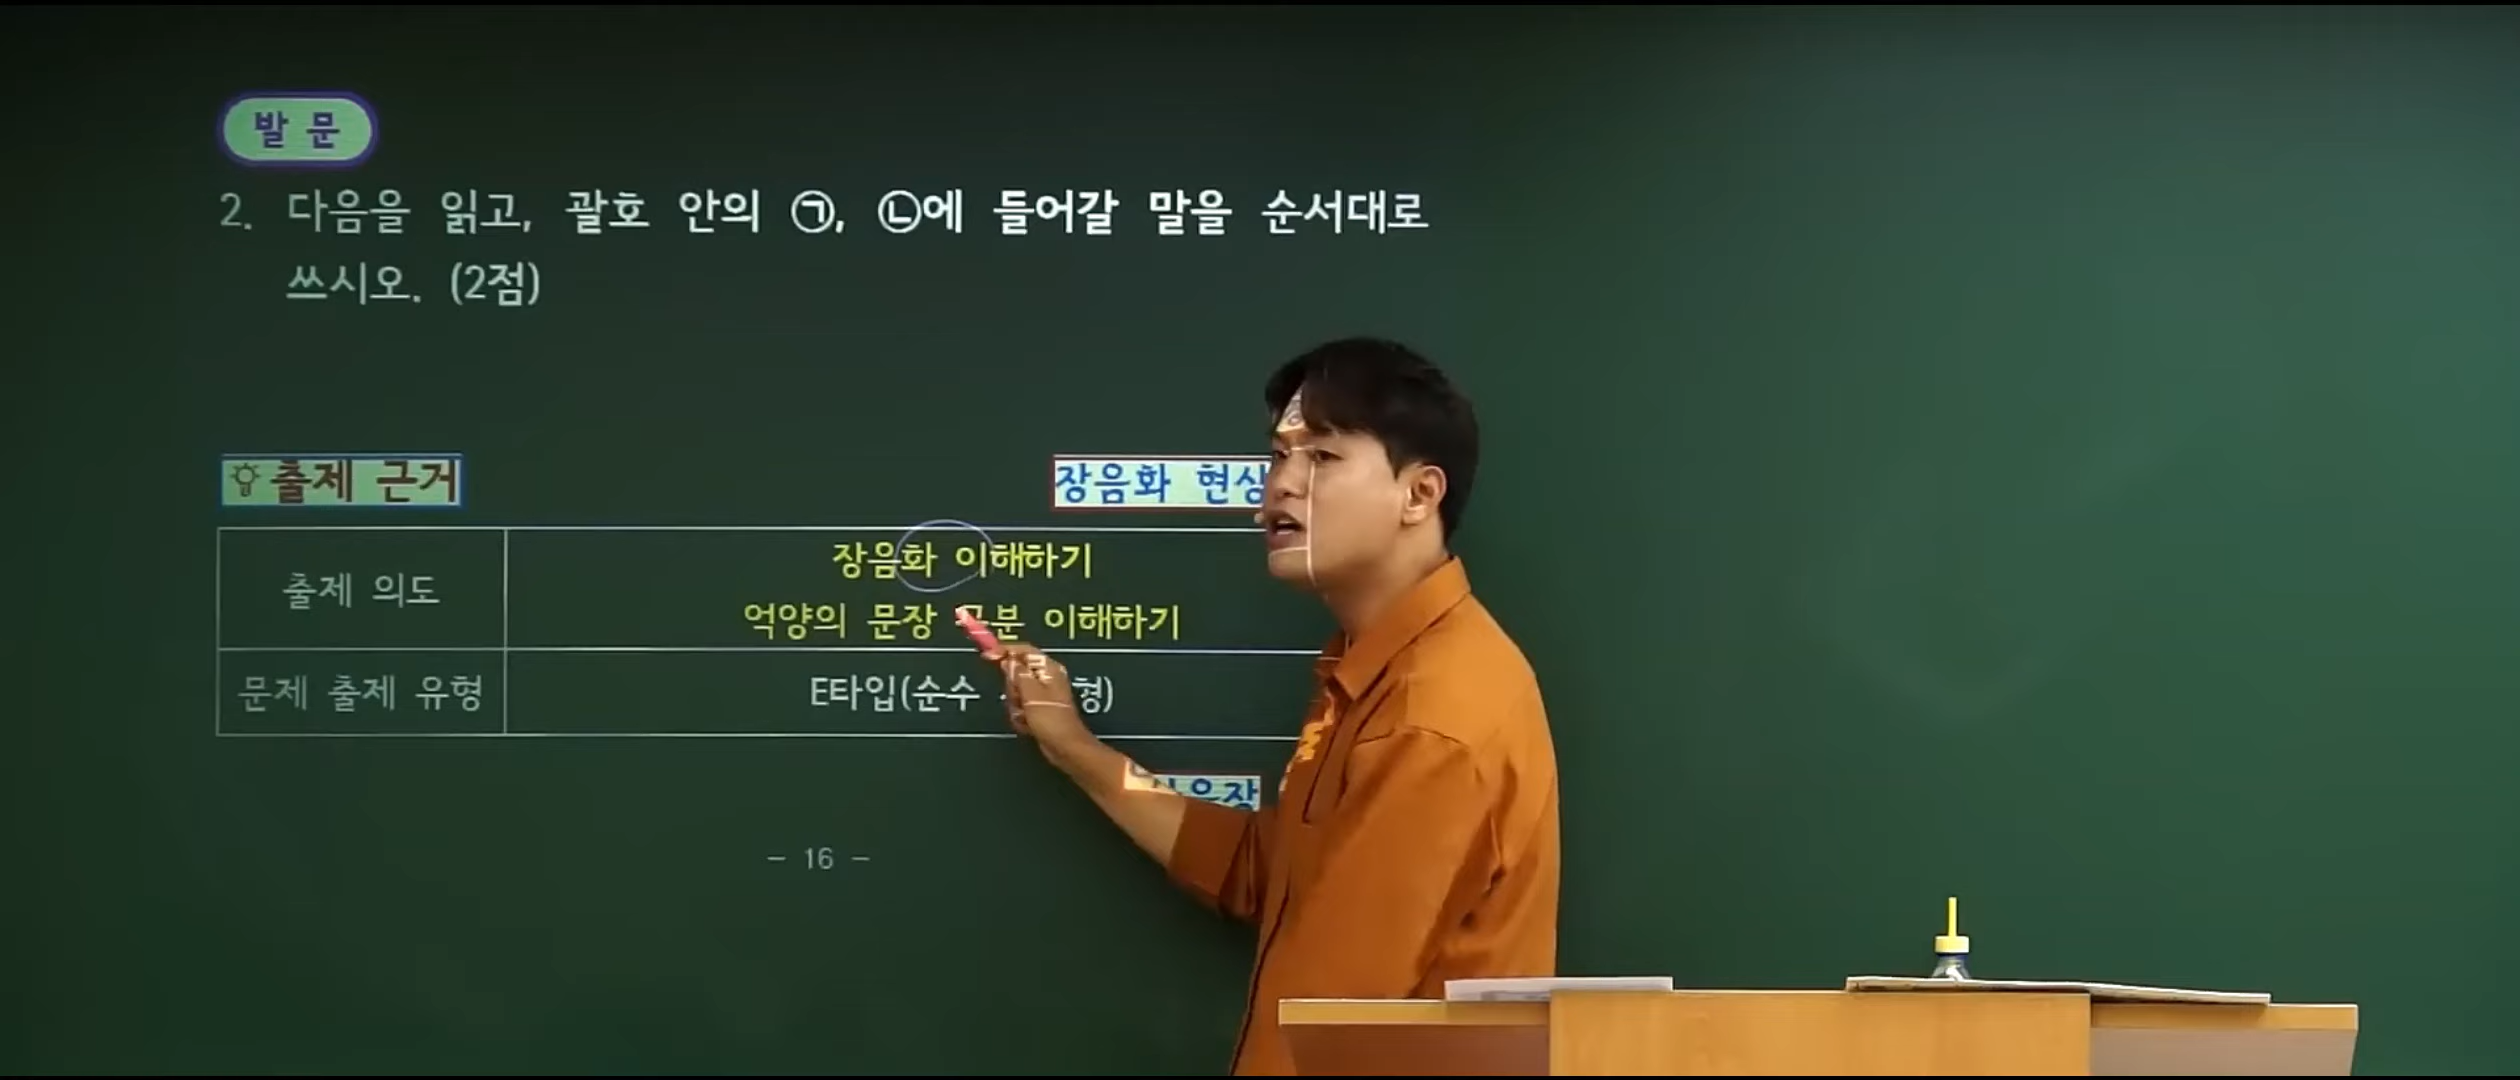 발 문
2. 다음을 읽고, 괄호 안의 ㉠, ㉡에 들어갈 말을 순서대로
쓰시오. (2점)
출제 근거
장음화 현상
출제 의도
장음화 이해하기
억양의 문장 이해하기
문제 출제 유형
E타입(순수
- 16 -